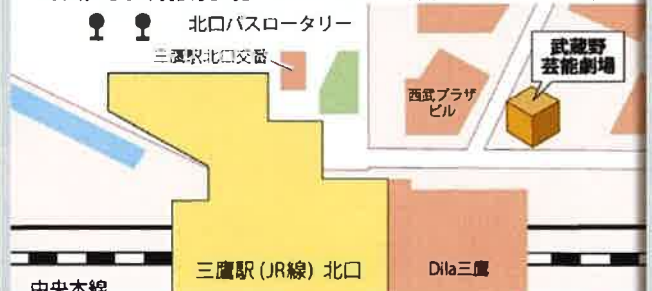 北口バスロータリー
三鷹駅北口交番
武蔵野
芸能劇場
西武プラザ
ビル
三鷹駅(JR線) 北口
Dila三鷹
中央本線